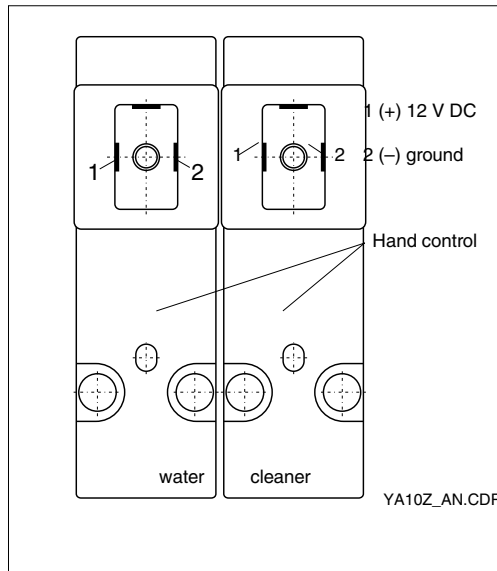 1 (+) 12 V DC
1 2 1 2 2 (–) ground
Hand control
water cleaner
YA10Z_AN.CDR